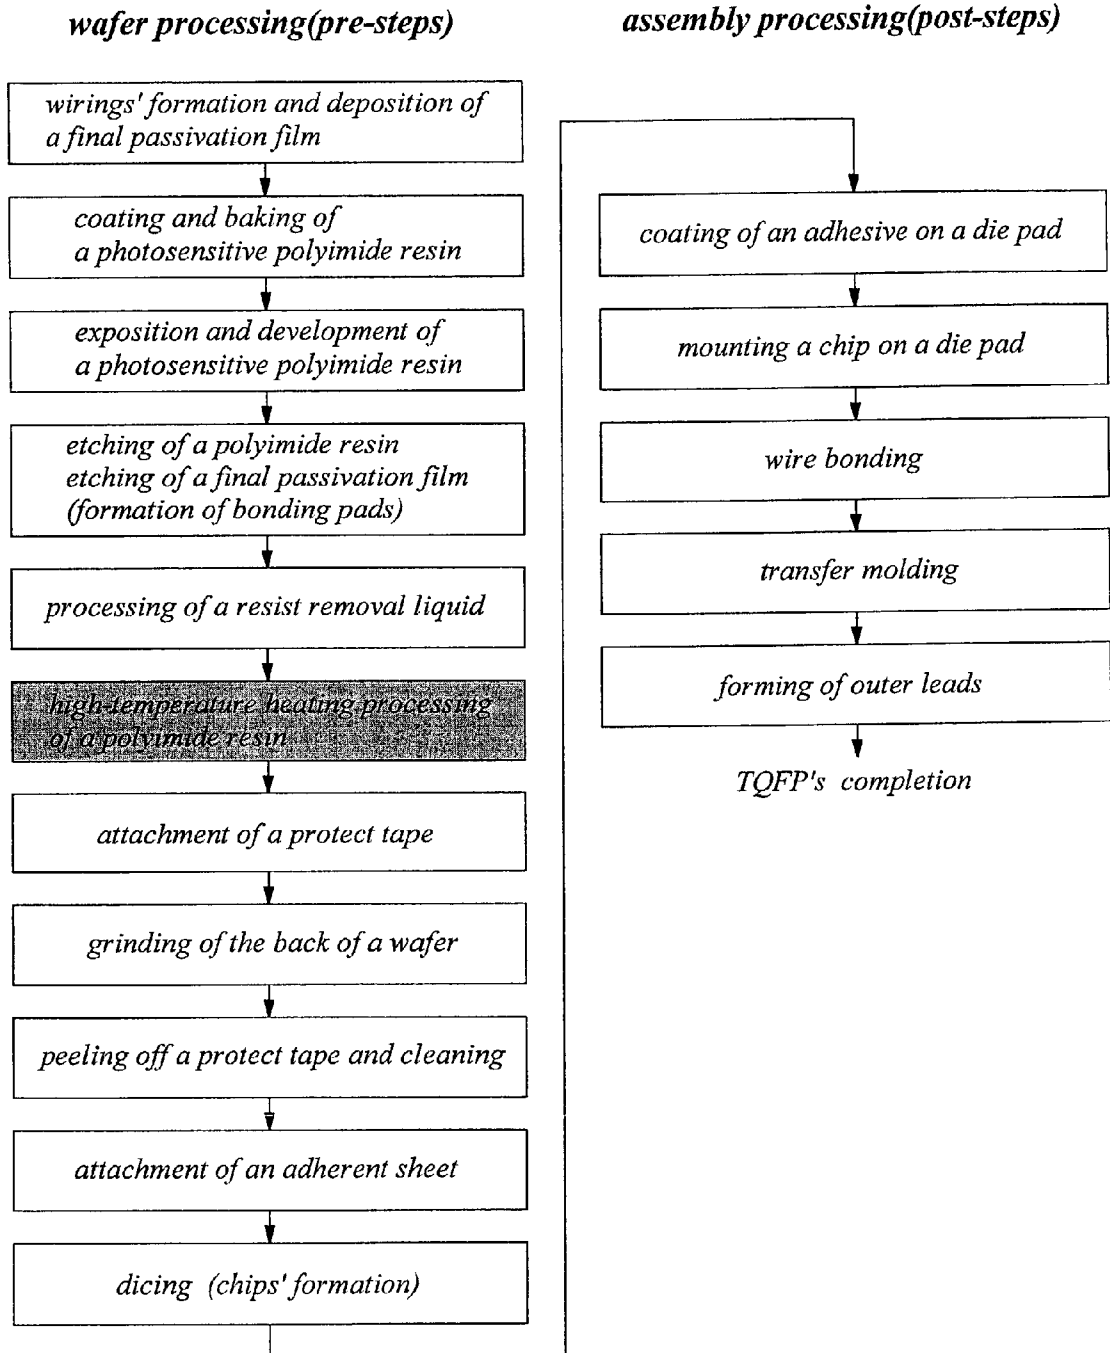 wafer processing(pre-steps)
wirings' formation and deposition of
a final passivation film
coating and baking of
a photosensitive polyimide resin
exposition and development of
a photosensitive polyimide resin
etching of a polyimide resin
etching of a final passivation film
(formation of bonding pads)
processing of a resist removal liquid
high-temperature heating processing
of a polyimide resin
attachment of a protect tape
grinding of the back of a wafer
peeling off a protect tape and cleaning
attachment of an adherent sheet
dicing (chips' formation)
assembly processing(post-steps)
coating of an adhesive on a die pad
mounting a chip on a die pad
wire bonding
transfer molding
forming of outer leads
TQFP's completion